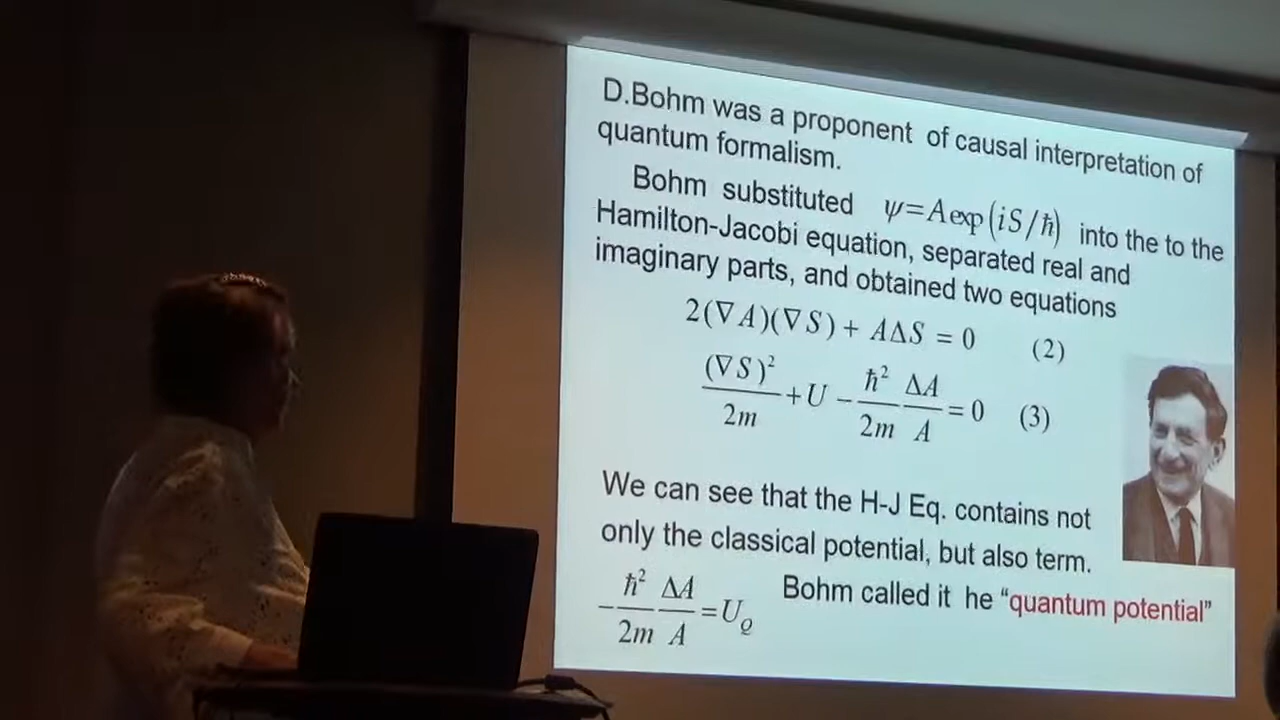 D.Bohm was a proponent of causal interpretation of
quantum formalism.
Bohm substituted ψ=Aexp(iS/ħ) into the to the
Hamilton-Jacobi equation, separated real and
imaginary parts, and obtained two equations
2(∇A)(∇S)+AΔS=0 (2)
(∇S)²/2m+U−ħ²/2m ΔA/A=0 (3)
We can see that the H-J Eq. contains not
only the classical potential, but also term.
−ħ²/2m ΔA/A=U_Q Bohm called it he “quantum potential”